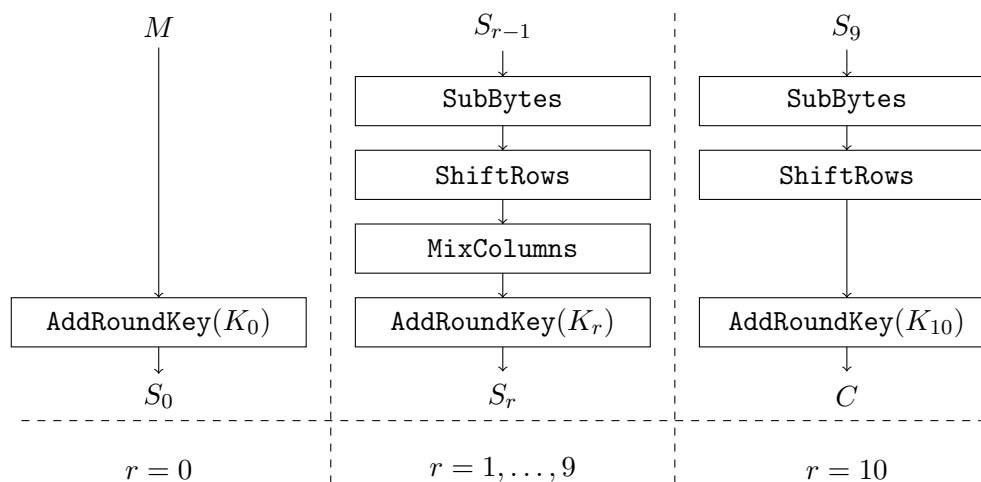 M
AddRoundKey(K_0)
S_0
r = 0
S_{r−1}
SubBytes
ShiftRows
MixColumns
AddRoundKey(K_r)
S_r
r = 1, . . . , 9
S_9
SubBytes
ShiftRows
AddRoundKey(K_{10})
C
r = 10